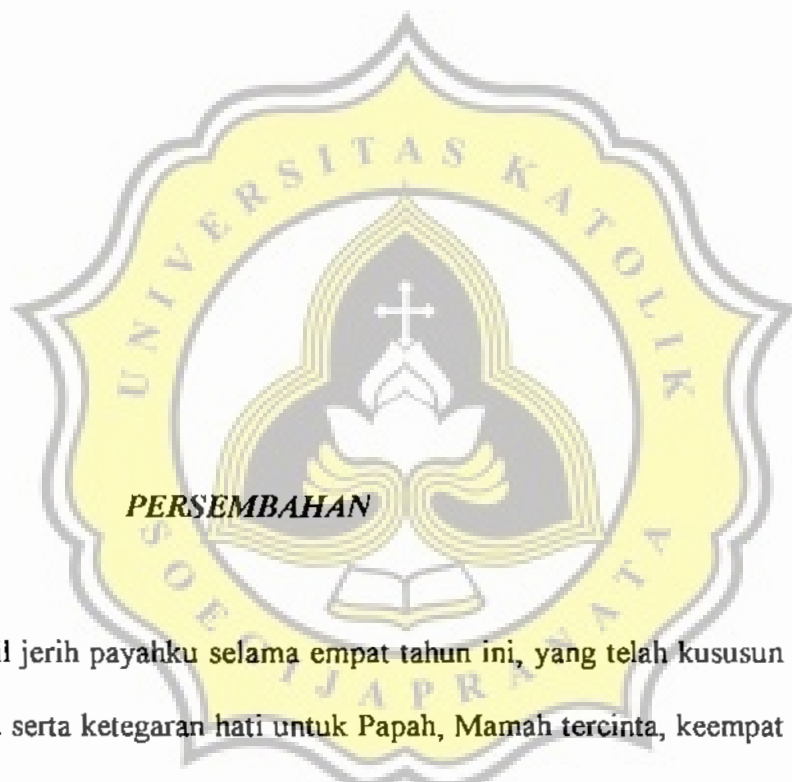 UNIVERSITAS KATOLIK
SOEGIJAPRANATA
PERSEMBAHAN
jerih payahku selama empat tahun ini, yang telah kususun
serta ketegaran hati untuk Papah, Mamah tercinta, keempat